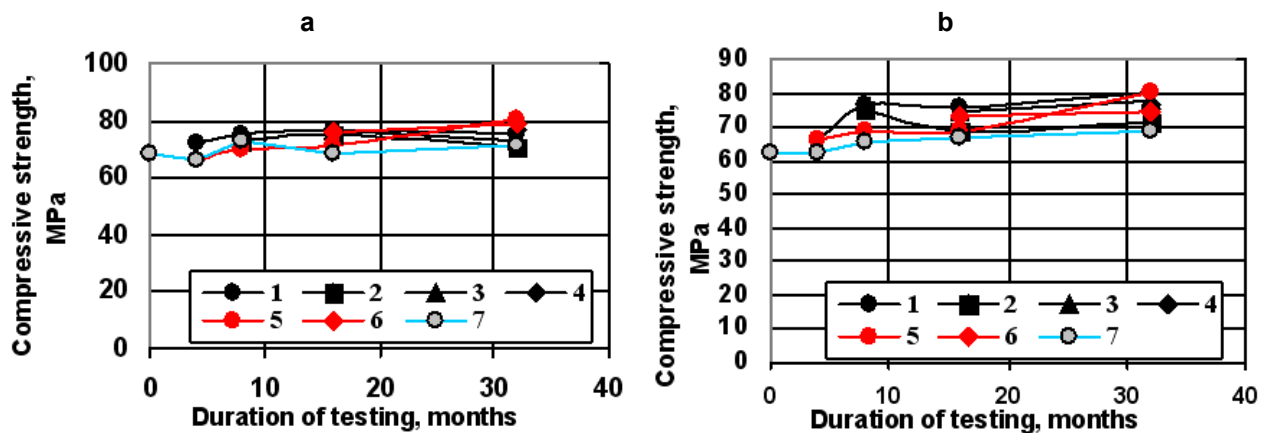 a
Compressive strength,
MPa
100
80
60
40
20
0
0 10 20 30 40
Duration of testing, months
1 2 3 4
5 6 7
b
Compressive strength,
MPa
90
80
70
60
50
40
30
20
10
0
0 10 20 30 40
Duration of testing, months
1 2 3 4
5 6 7